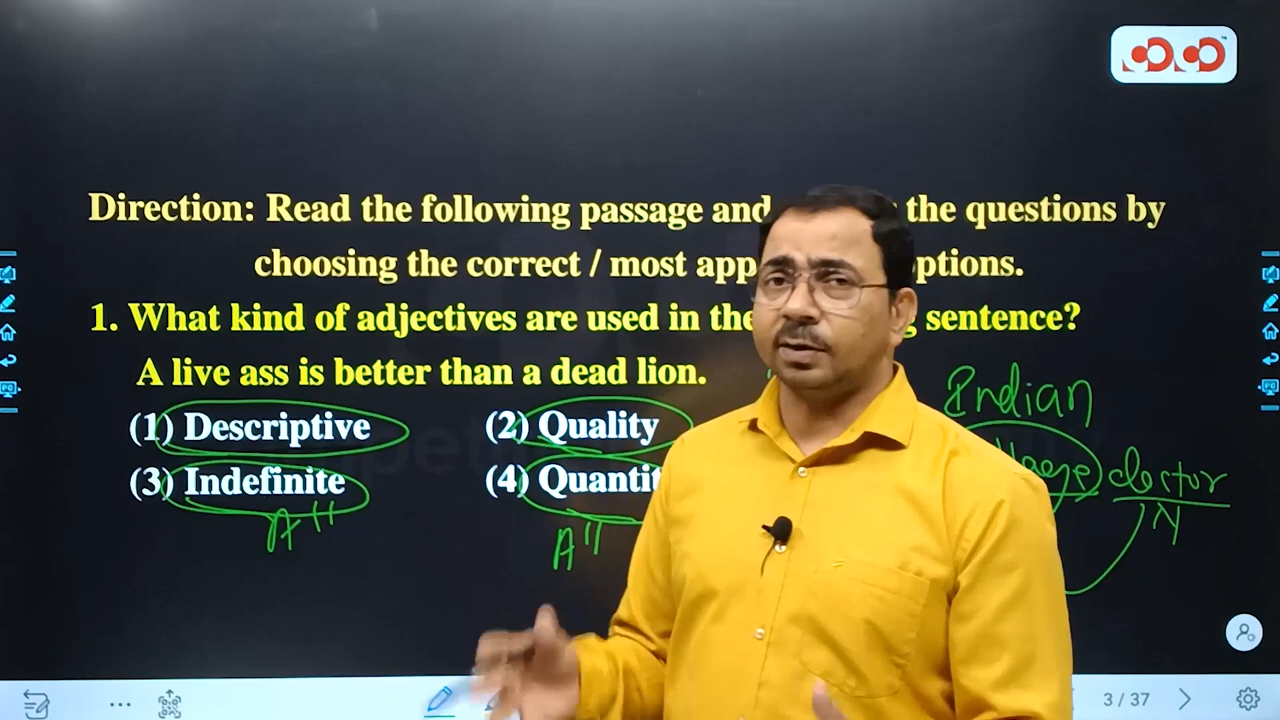 Direction: Read the following passage and the questions by
choosing the correct / most app ptions.
1. What kind of adjectives are used in the sentence?
A live ass is better than a dead lion.
(1) Descriptive (2) Quality
(3) Indefinite (4) Quantit
Indian
doctor
N
A" A"
3 / 37